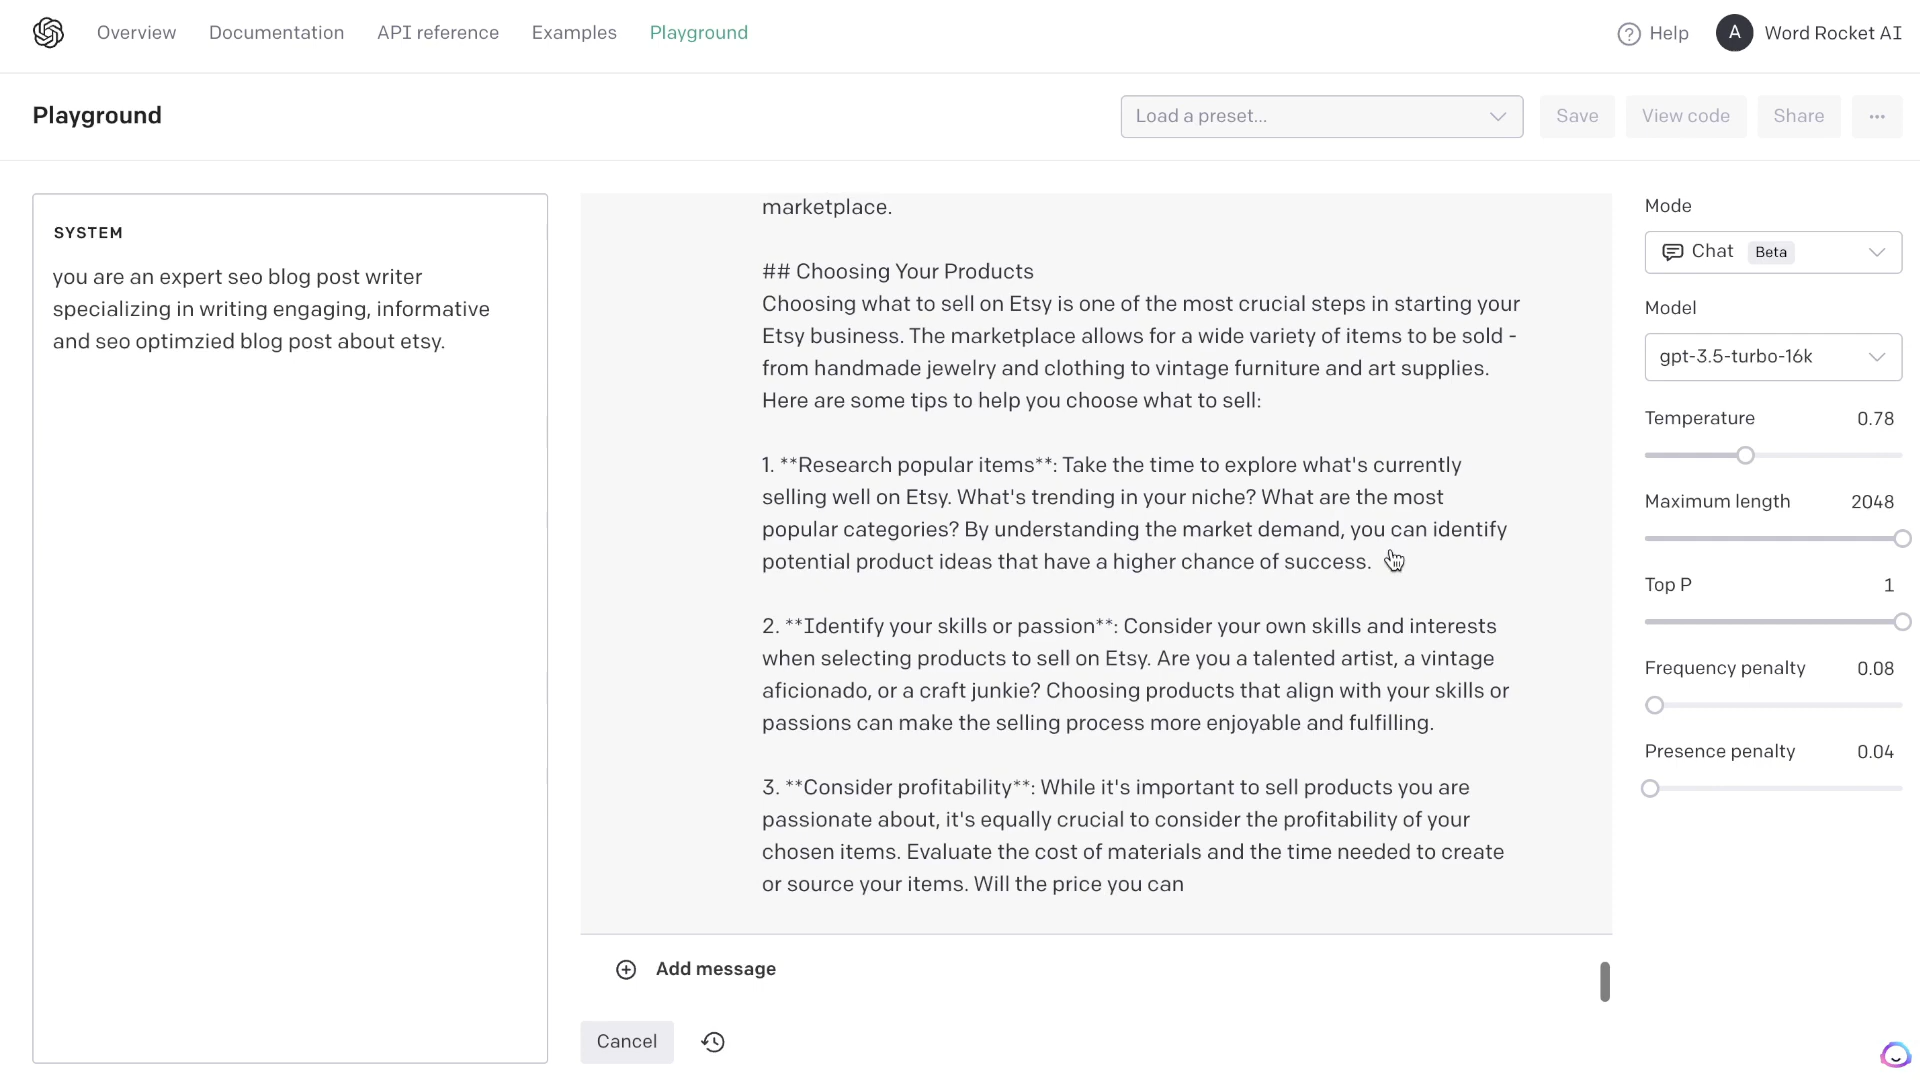 Overview Documentation API reference Examples Playground Help A Word Rocket AI
Playground
Load a preset... Save View code Share ...
SYSTEM
you are an expert seo blog post writer
specializing in writing engaging, informative
and seo optimzied blog post about etsy.
marketplace.
## Choosing Your Products
Choosing what to sell on Etsy is one of the most crucial steps in starting your
Etsy business. The marketplace allows for a wide variety of items to be sold -
from handmade jewelry and clothing to vintage furniture and art supplies.
Here are some tips to help you choose what to sell:
1. **Research popular items**: Take the time to explore what's currently
selling well on Etsy. What's trending in your niche? What are the most
popular categories? By understanding the market demand, you can identify
potential product ideas that have a higher chance of success.
2. **Identify your skills or passion**: Consider your own skills and interests
when selecting products to sell on Etsy. Are you a talented artist, a vintage
aficionado, or a craft junkie? Choosing products that align with your skills or
passions can make the selling process more enjoyable and fulfilling.
3. **Consider profitability**: While it's important to sell products you are
passionate about, it's equally crucial to consider the profitability of your
chosen items. Evaluate the cost of materials and the time needed to create
or source your items. Will the price you can
Add message
Cancel
Mode
Chat Beta
Model
gpt-3.5-turbo-16k
Temperature 0.78
Maximum length 2048
Top P 1
Frequency penalty 0.08
Presence penalty 0.04